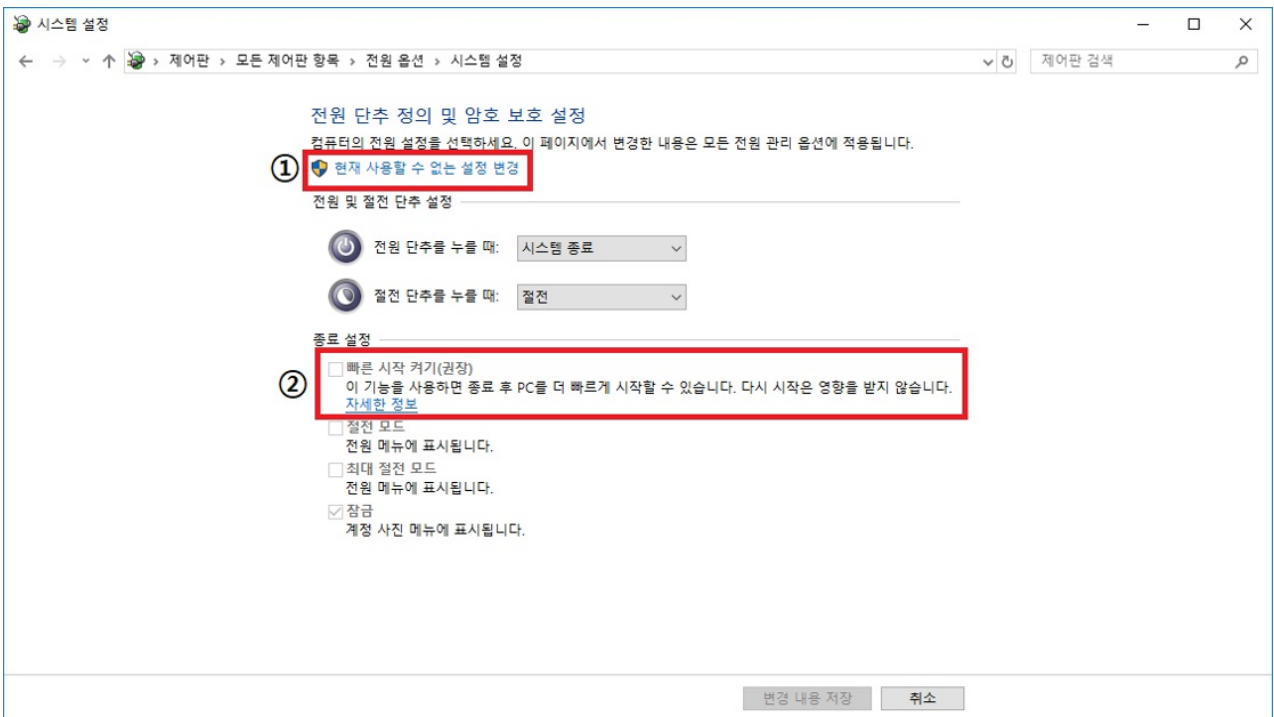 시스템 설정
제어판 › 모든 제어판 항목 › 전원 옵션 › 시스템 설정
제어판 검색
전원 단추 정의 및 암호 보호 설정
컴퓨터의 전원 설정을 선택하세요. 이 페이지에서 변경한 내용은 모든 전원 관리 옵션에 적용됩니다.
① 현재 사용할 수 없는 설정 변경
전원 및 절전 단추 설정
전원 단추를 누를 때: 시스템 종료
절전 단추를 누를 때: 절전
종료 설정
② 빠른 시작 켜기(권장)
이 기능을 사용하면 종료 후 PC를 더 빠르게 시작할 수 있습니다. 다시 시작은 영향을 받지 않습니다.
자세한 정보
절전 모드
전원 메뉴에 표시됩니다.
최대 절전 모드
전원 메뉴에 표시됩니다.
잠금
계정 사진 메뉴에 표시됩니다.
변경 내용 저장 취소